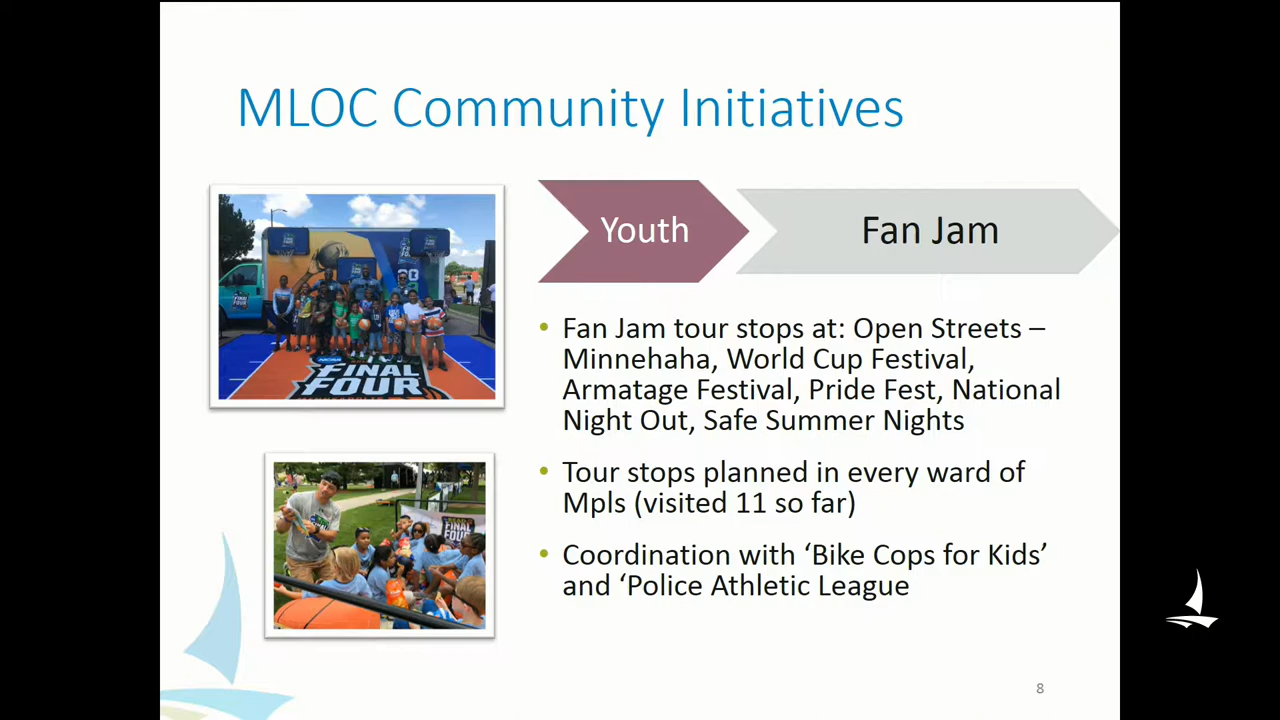 MLOC Community Initiatives
Youth
Fan Jam
FINAL
FOUR
• Fan Jam tour stops at: Open Streets –
Minnehaha, World Cup Festival,
Armatage Festival, Pride Fest, National
Night Out, Safe Summer Nights
• Tour stops planned in every ward of
Mpls (visited 11 so far)
FINAL
FOUR
• Coordination with ‘Bike Cops for Kids’
and ‘Police Athletic League
8